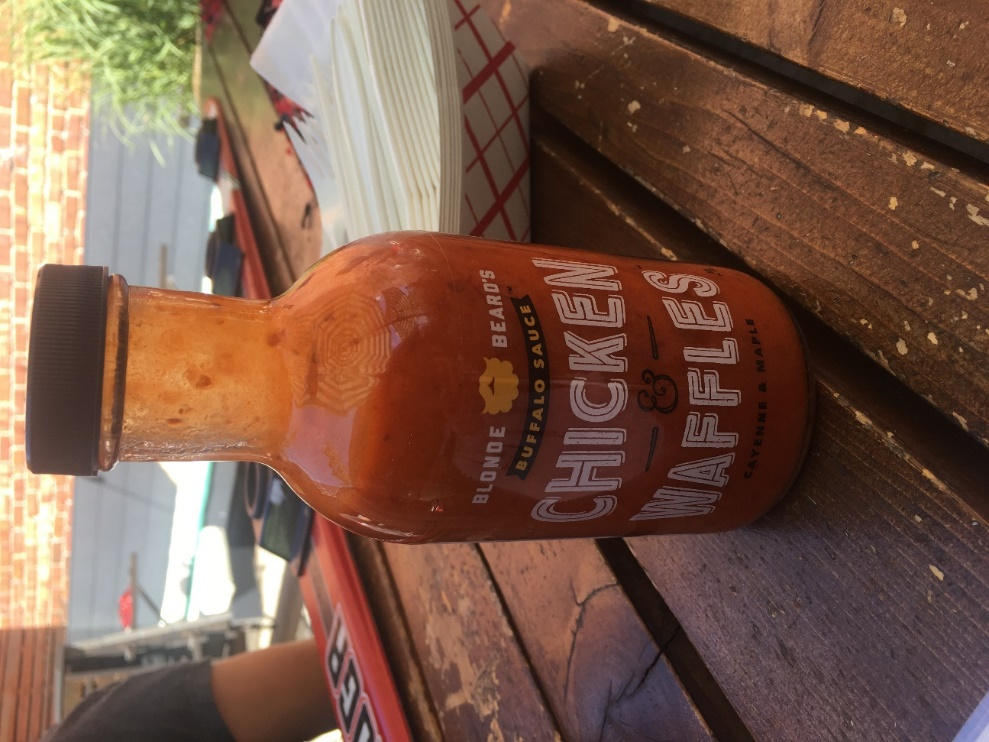 BLONDE BEARD'S
BUFFALO SAUCE
CHICKEN
&
WAFFLES
CAYENNE & MAPLE